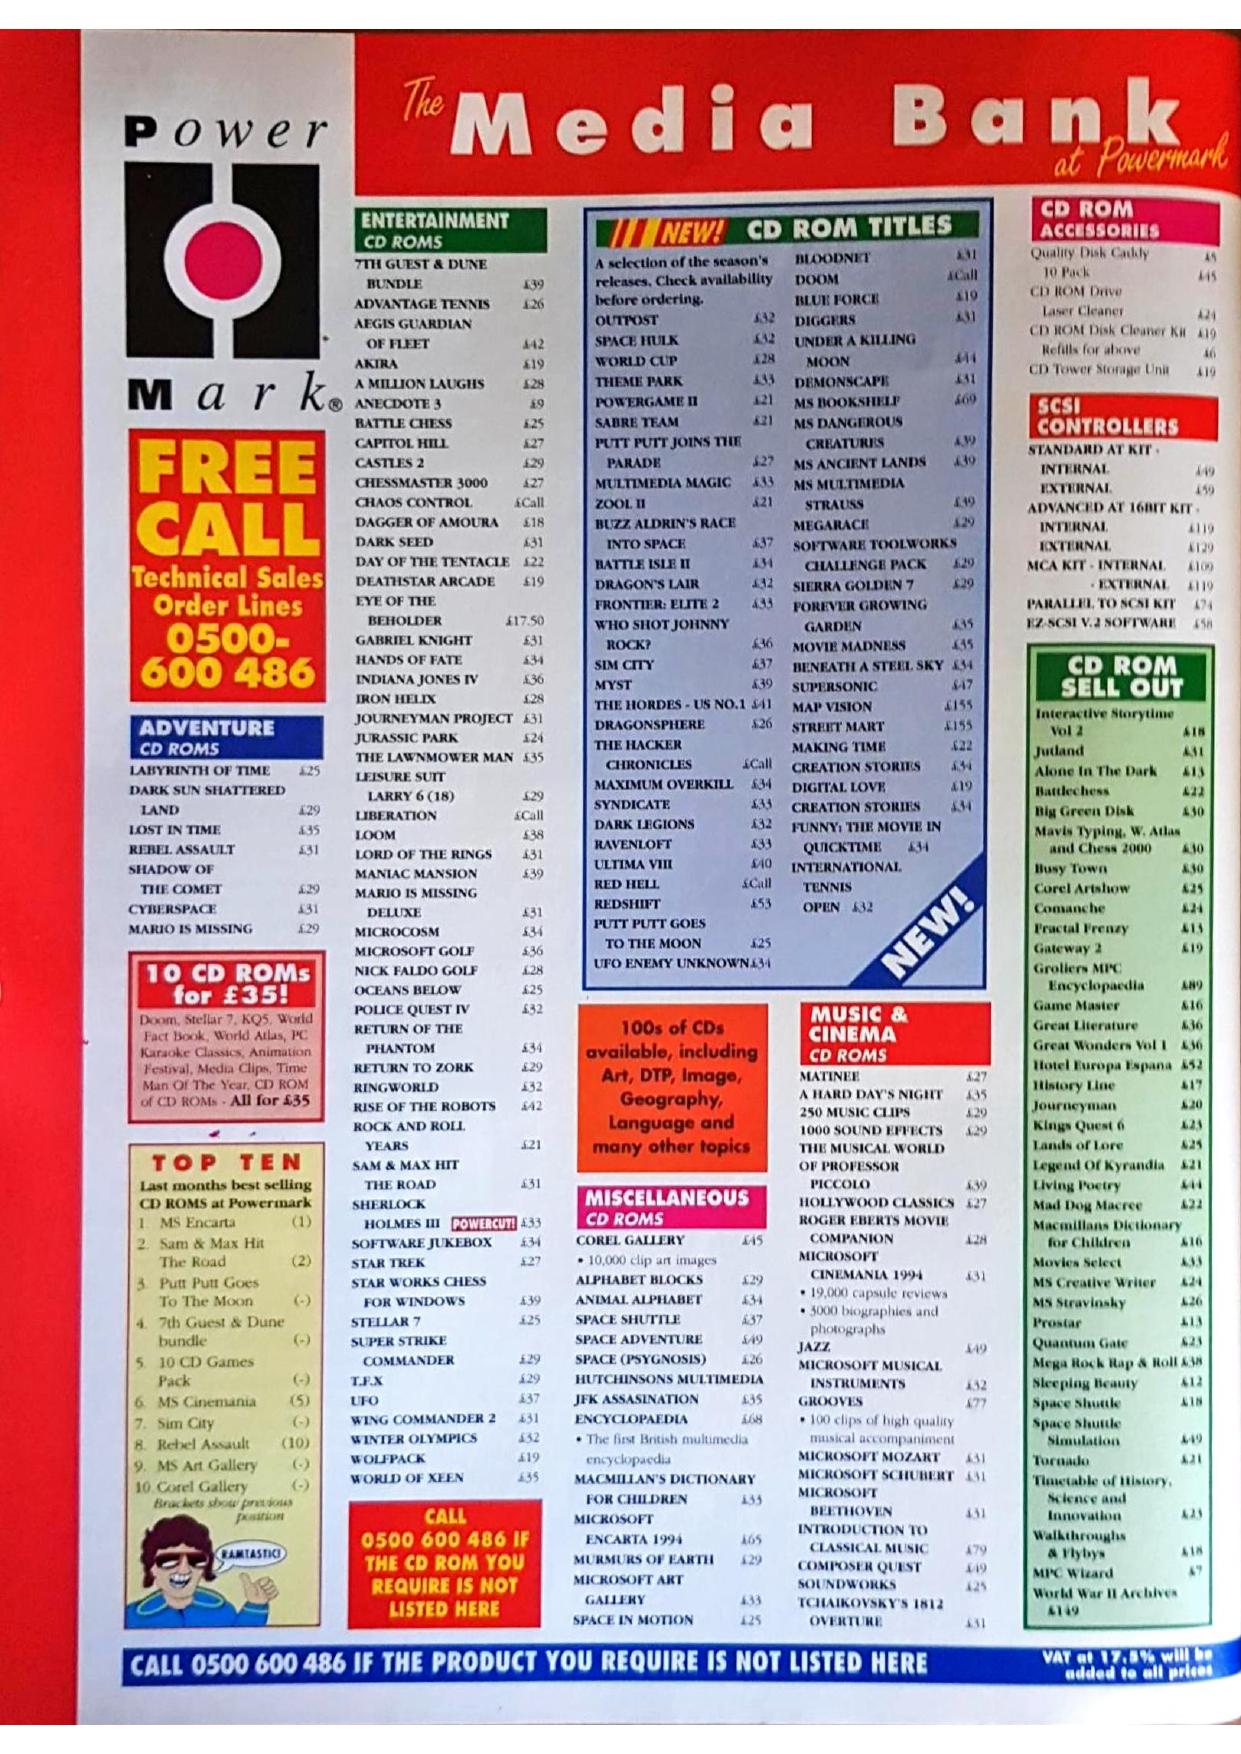 Power
Mark®
The Media Bank
at Powermark
FREE
CALL
Technical Sales
Order Lines
0500-
600 486
ADVENTURE
CD ROMS
LABYRINTH OF TIME £25
DARK SUN SHATTERED
LAND £29
LOST IN TIME £35
REBEL ASSAULT £31
SHADOW OF
THE COMET £29
CYBERSPACE £31
MARIO IS MISSING £29
10 CD ROMs
for £35!
Doom, Stellar 7, KQ5, World
Fact Book, World Atlas, PC
Karaoke Classics, Animation
Festival, Media Clips, Time
Man Of The Year, CD ROM
of CD ROMs - All for £35
TOP TEN
Last months best selling
CD ROMS at Powermark
1. MS Encarta (1)
2. Sam & Max Hit
The Road (2)
3. Putt Putt Goes
To The Moon (-)
4. 7th Guest & Dune
bundle (-)
5. 10 CD Games
Pack (-)
6. MS Cinemania (5)
7. Sim City (-)
8. Rebel Assault (10)
9. MS Art Gallery (-)
10. Corel Gallery (-)
Brackets show previous
position
RAMTASTIC!
ENTERTAINMENT
CD ROMS
7TH GUEST & DUNE
BUNDLE £39
ADVANTAGE TENNIS £26
AEGIS GUARDIAN
OF FLEET £42
AKIRA £19
A MILLION LAUGHS £28
ANECDOTE 3 £9
BATTLE CHESS £25
CAPITOL HILL £27
CASTLES 2 £29
CHESSMASTER 3000 £27
CHAOS CONTROL £Call
DAGGER OF AMOURA £18
DARK SEED £31
DAY OF THE TENTACLE £22
DEATHSTAR ARCADE £19
EYE OF THE
BEHOLDER £17.50
GABRIEL KNIGHT £31
HANDS OF FATE £34
INDIANA JONES IV £36
IRON HELIX £28
JOURNEYMAN PROJECT £31
JURASSIC PARK £24
THE LAWNMOWER MAN £35
LEISURE SUIT
LARRY 6 (18) £29
LIBERATION £Call
LOOM £38
LORD OF THE RINGS £31
MANIAC MANSION £39
MARIO IS MISSING
DELUXE £31
MICROCOSM £34
MICROSOFT GOLF £36
NICK FALDO GOLF £28
OCEANS BELOW £25
POLICE QUEST IV £32
RETURN OF THE
PHANTOM £34
RETURN TO ZORK £29
RINGWORLD £32
RISE OF THE ROBOTS £42
ROCK AND ROLL
YEARS £21
SAM & MAX HIT
THE ROAD £31
SHERLOCK
HOLMES III POWERCUT! £33
SOFTWARE JUKEBOX £34
STAR TREK £27
STAR WORKS CHESS
FOR WINDOWS £39
STELLAR 7 £25
SUPER STRIKE
COMMANDER £29
T.F.X £29
UFO £37
WING COMMANDER 2 £31
WINTER OLYMPICS £32
WOLFPACK £19
WORLD OF XEEN £35
CALL
0500 600 486 IF
THE CD ROM YOU
REQUIRE IS NOT
LISTED HERE
NEW! CD ROM TITLES
A selection of the season's
releases. Check availability
before ordering.
OUTPOST £32
SPACE HULK £32
WORLD CUP £28
THEME PARK £33
POWERGAME II £21
SABRE TEAM £21
PUTT PUTT JOINS THE
PARADE £27
MULTIMEDIA MAGIC £33
ZOOL II £21
BUZZ ALDRIN'S RACE
INTO SPACE £37
BATTLE ISLE II £34
DRAGON'S LAIR £32
FRONTIER: ELITE 2 £33
WHO SHOT JOHNNY
ROCK? £36
SIM CITY £37
MYST £39
THE HORDES - US NO.1 £41
DRAGONSPHERE £26
THE HACKER
CHRONICLES £Call
MAXIMUM OVERKILL £34
SYNDICATE £33
DARK LEGIONS £32
RAVENLOFT £33
ULTIMA VIII £40
RED HELL £Call
REDSHIFT £53
PUTT PUTT GOES
TO THE MOON £25
UFO ENEMY UNKNOWN £34
BLOODNET £31
DOOM £Call
BLUE FORCE £19
DIGGERS £31
UNDER A KILLING
MOON £44
DEMONSCAPE £31
MS BOOKSHELF £69
MS DANGEROUS
CREATURES £39
MS ANCIENT LANDS £39
MS MULTIMEDIA
STRAUSS £39
MEGARACE £29
SOFTWARE TOOLWORKS
CHALLENGE PACK £29
SIERRA GOLDEN 7 £29
FOREVER GROWING
GARDEN £35
MOVIE MADNESS £35
BENEATH A STEEL SKY £34
SUPERSONIC £47
MAP VISION £155
STREET MART £155
MAKING TIME £22
CREATION STORIES £34
DIGITAL LOVE £19
CREATION STORIES £34
FUNNY: THE MOVIE IN
QUICKTIME £34
INTERNATIONAL
TENNIS
OPEN £32
NEW!
100s of CDs
available, including
Art, DTP, Image,
Geography,
Language and
many other topics
MISCELLANEOUS
CD ROMS
COREL GALLERY £45
• 10,000 clip art images
ALPHABET BLOCKS £29
ANIMAL ALPHABET £34
SPACE SHUTTLE £37
SPACE ADVENTURE £49
SPACE (PSYGNOSIS) £26
HUTCHINSONS MULTIMEDIA
JFK ASSASINATION £35
ENCYCLOPAEDIA £68
• The first British multimedia
encyclopaedia
MACMILLAN'S DICTIONARY
FOR CHILDREN £33
MICROSOFT
ENCARTA 1994 £65
MURMURS OF EARTH £29
MICROSOFT ART
GALLERY £33
SPACE IN MOTION £25
MUSIC &
CINEMA
CD ROMS
MATINEE £27
A HARD DAY'S NIGHT £35
250 MUSIC CLIPS £29
1000 SOUND EFFECTS £29
THE MUSICAL WORLD
OF PROFESSOR
PICCOLO £39
HOLLYWOOD CLASSICS £27
ROGER EBERTS MOVIE
COMPANION £28
MICROSOFT
CINEMANIA 1994 £31
• 19,000 capsule reviews
• 3000 biographies and
photographs
JAZZ £49
MICROSOFT MUSICAL
INSTRUMENTS £32
GROOVES £77
• 100 clips of high quality
musical accompaniment
MICROSOFT MOZART £31
MICROSOFT SCHUBERT £31
MICROSOFT
BEETHOVEN £31
INTRODUCTION TO
CLASSICAL MUSIC £79
COMPOSER QUEST £49
SOUNDWORKS £25
TCHAIKOVSKY'S 1812
OVERTURE £31
CD ROM
ACCESSORIES
Quality Disk Caddy £5
10 Pack £45
CD ROM Drive
Laser Cleaner £24
CD ROM Disk Cleaner Kit £19
Refills for above £6
CD Tower Storage Unit £19
SCSI
CONTROLLERS
STANDARD AT KIT -
INTERNAL £49
EXTERNAL £59
ADVANCED AT 16BIT KIT -
INTERNAL £119
EXTERNAL £129
MCA KIT - INTERNAL £109
- EXTERNAL £119
PARALLEL TO SCSI KIT £74
EZ-SCSI V.2 SOFTWARE £58
CD ROM
SELL OUT
Interactive Storytime
Vol 2 £18
Jutland £31
Alone In The Dark £13
Battlechess £22
Big Green Disk £30
Mavis Typing, W. Atlas
and Chess 2000 £30
Busy Town £30
Corel Artshow £25
Comanche £24
Fractal Frenzy £13
Gateway 2 £19
Groliers MPC
Encyclopaedia £89
Game Master £16
Great Literature £36
Great Wonders Vol 1 £36
Hotel Europa Espana £52
History Line £17
Journeyman £20
Kings Quest 6 £23
Lands of Lore £25
Legend Of Kyrandia £21
Living Poetry £44
Mad Dog Macree £22
Macmillans Dictionary
for Children £16
Movies Select £33
MS Creative Writer £24
MS Stravinsky £26
Prostar £13
Quantum Gate £23
Mega Rock Rap & Roll £38
Sleeping Beauty £12
Space Shuttle £18
Space Shuttle
Simulation £49
Tornado £21
Timetable of History,
Science and
Innovation £23
Walkthroughs
& Flybys £18
MPC Wizard £7
World War II Archives
£149
CALL 0500 600 486 IF THE PRODUCT YOU REQUIRE IS NOT LISTED HERE
VAT at 17.5% will be
added to all prices